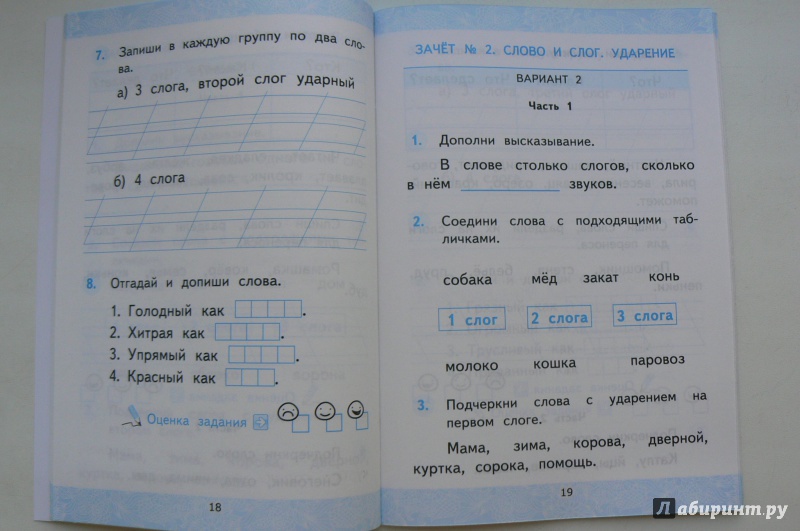 7. Запиши в каждую группу по два сло-
ва.
а) 3 слога, второй слог ударный
б) 4 слога
8. Отгадай и допиши слова.
1. Голодный как .
2. Хитрая как .
3. Упрямый как .
4. Красный как .
Оценка задания
18
ЗАЧЁТ № 2. СЛОВО И СЛОГ. УДАРЕНИЕ
ВАРИАНТ 2
Часть 1
1. Дополни высказывание.
В слове столько слогов, сколько
в нём звуков.
2. Соедини слова с подходящими таб-
личками.
собака мёд закат конь
1 слог 2 слога 3 слога
молоко кошка паровоз
3. Подчеркни слова с ударением на
первом слоге.
Мама, зима, корова, дверной,
куртка, сорока, помощь.
19
Лабиринт.ру